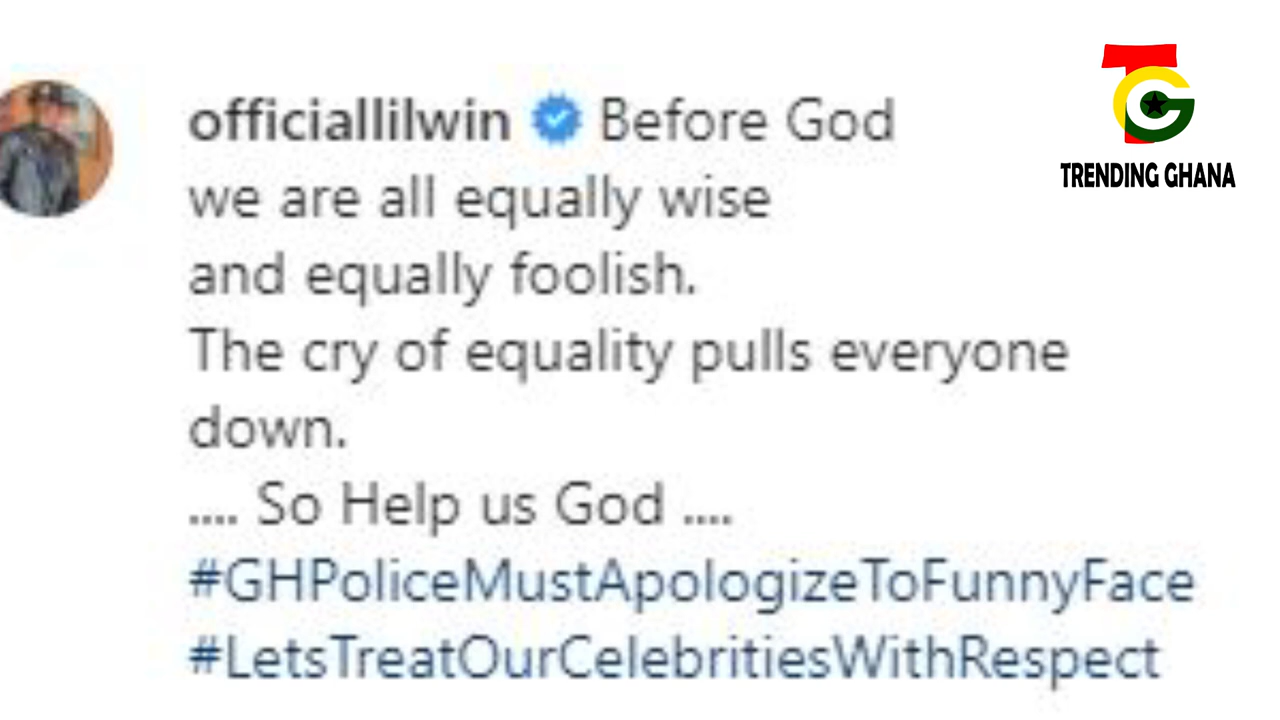 officiallilwin Before God
we are all equally wise
and equally foolish.
The cry of equality pulls everyone
down.
.... So Help us God ....
#GHPoliceMustApologizeToFunnyFace
#LetsTreatOurCelebritiesWithRespect
TG
TRENDING GHANA